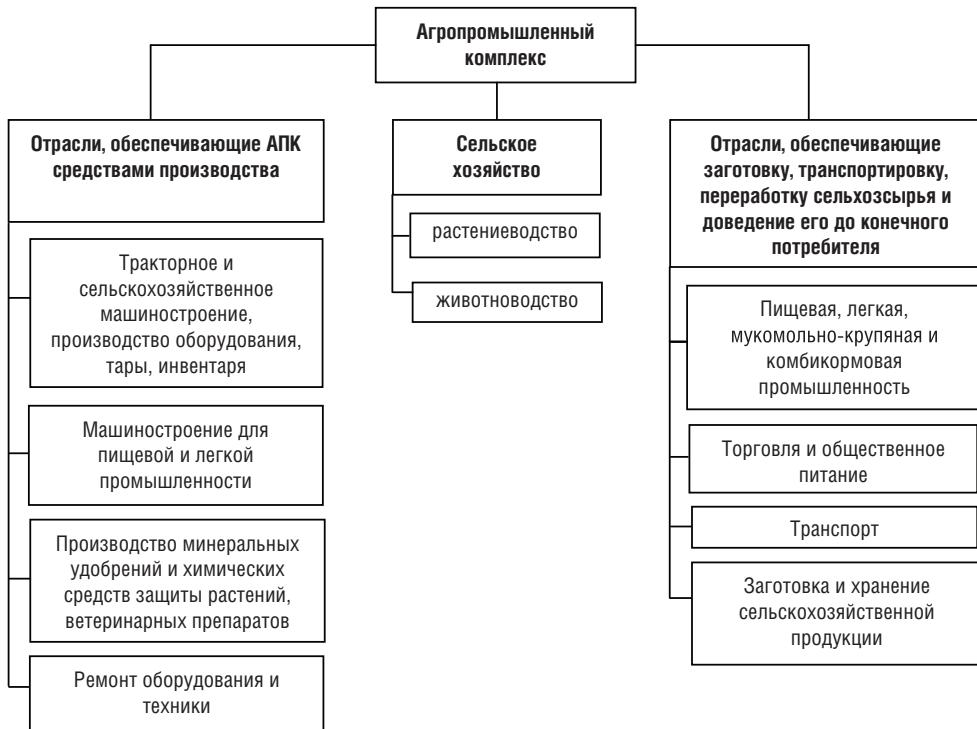 Агропромышленный
комплекс
Отрасли, обеспечивающие АПК
средствами производства
Тракторное и
сельскохозяйственное
машиностроение,
производство оборудования,
тары, инвентаря
Машиностроение для
пищевой и легкой
промышленности
Производство минеральных
удобрений и химических
средств защиты растений,
ветеринарных препаратов
Ремонт оборудования и
техники
Сельское
хозяйство
растениеводство
животноводство
Отрасли, обеспечивающие
заготовку, транспортировку,
переработку сельхозсырья и
доведение его до конечного
потребителя
Пищевая, легкая,
мукомольно-крупяная и
комбикормовая
промышленность
Торговля и общественное
питание
Транспорт
Заготовка и хранение
сельскохозяйственной
продукции